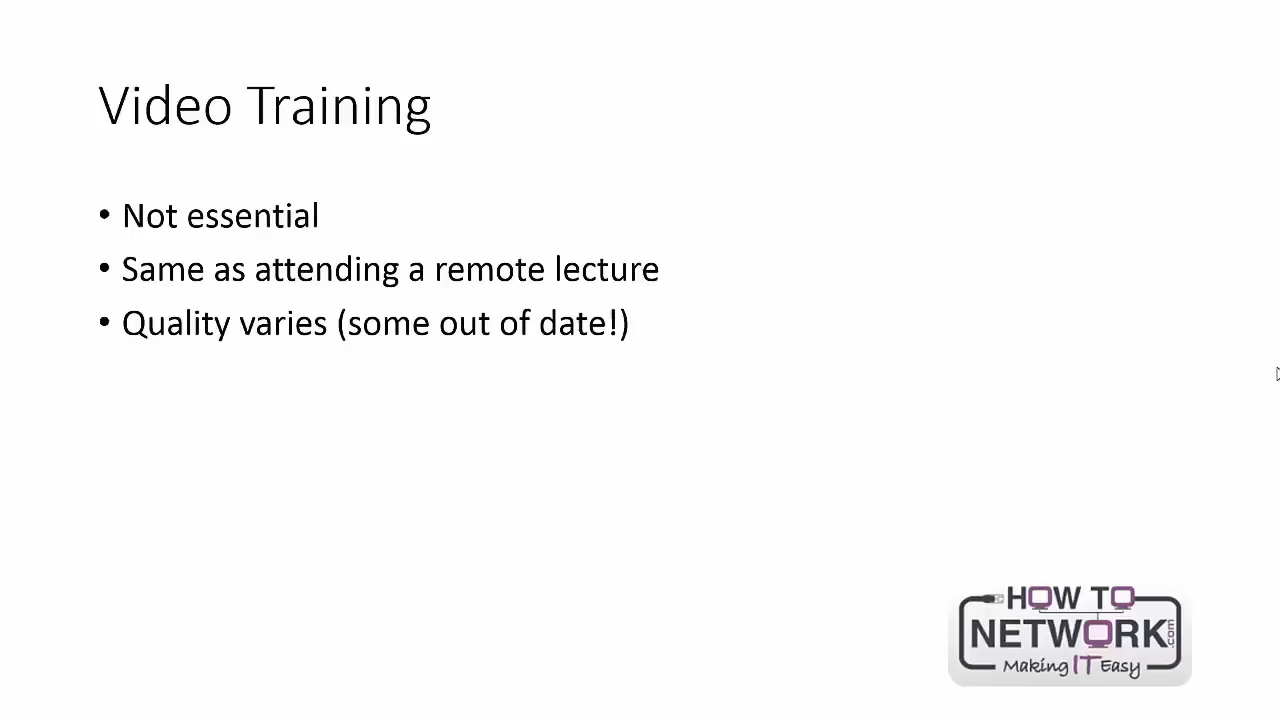 Video Training
• Not essential
• Same as attending a remote lecture
• Quality varies (some out of date!)
HOW TO
NETWORK.com
Making IT Easy